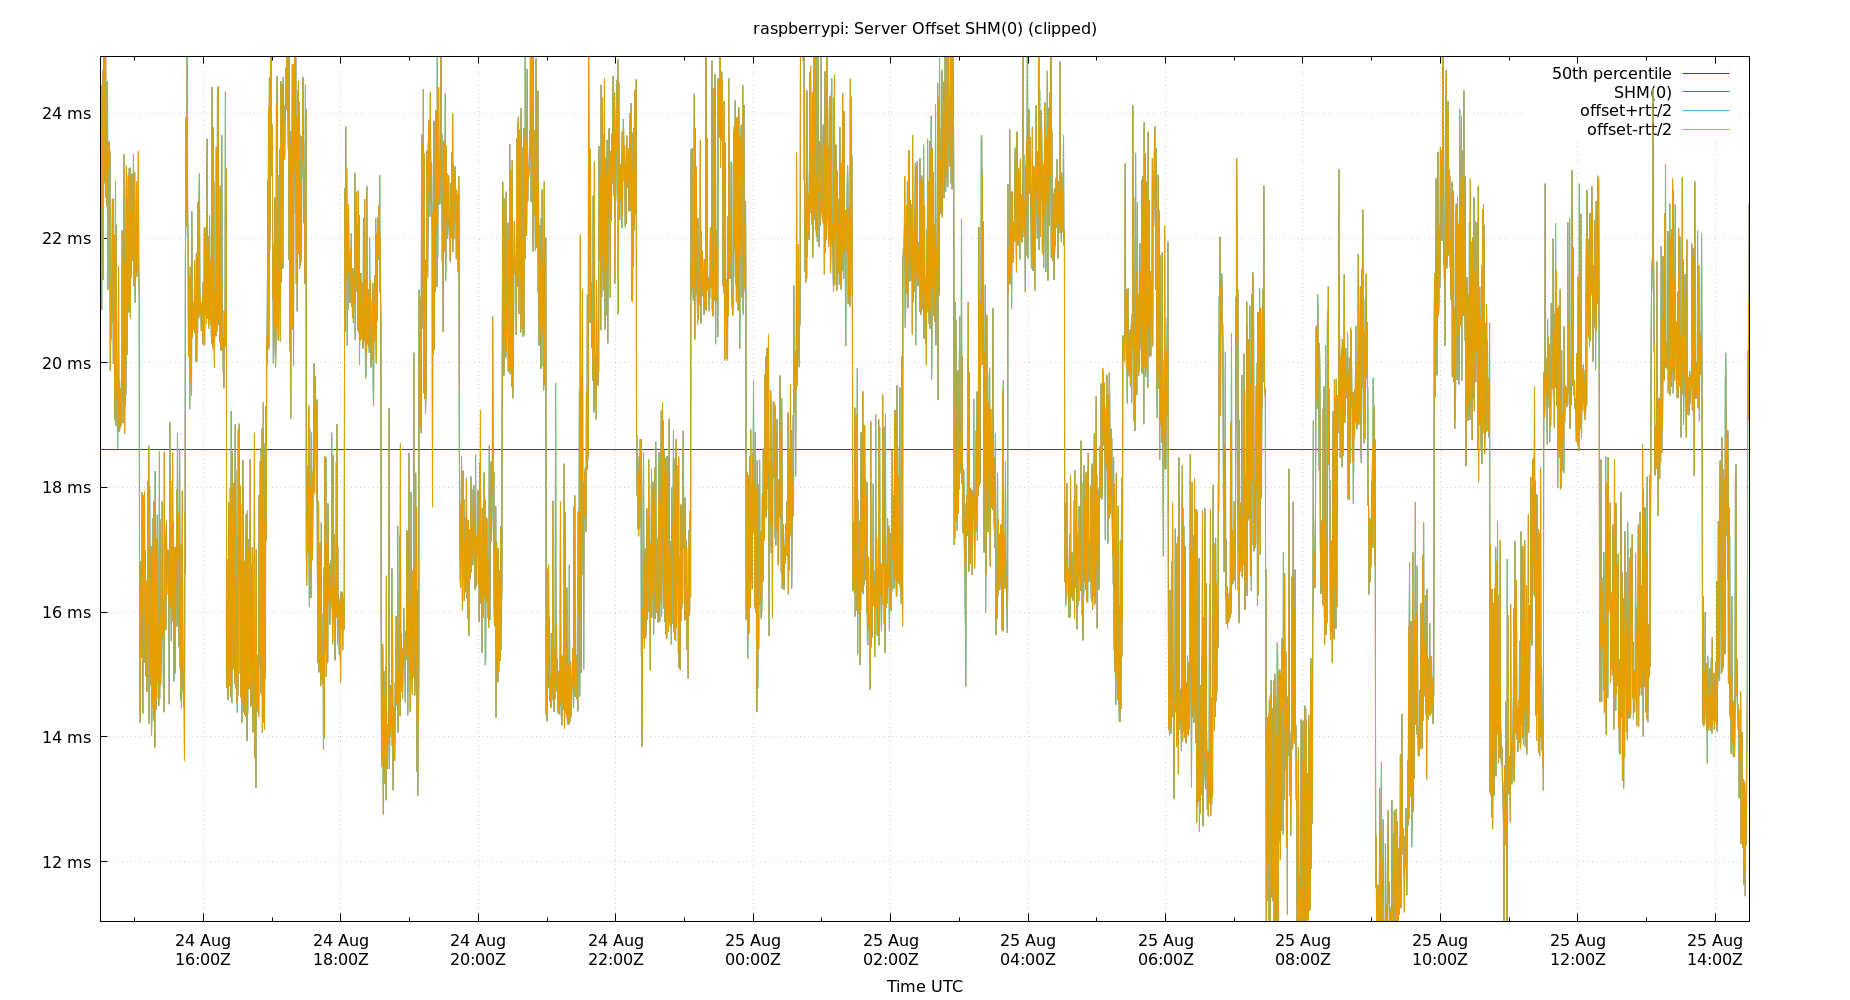 raspberrypi: Server Offset SHM(0) (clipped)
50th percentile
SHM(0)
offset+rtt/2
offset-rtt/2
24 ms
22 ms
20 ms
18 ms
16 ms
14 ms
12 ms
24 Aug 24 Aug 24 Aug 24 Aug 25 Aug 25 Aug 25 Aug 25 Aug 25 Aug 25 Aug 25 Aug 25 Aug
16:00Z 18:00Z 20:00Z 22:00Z 00:00Z 02:00Z 04:00Z 06:00Z 08:00Z 10:00Z 12:00Z 14:00Z
Time UTC